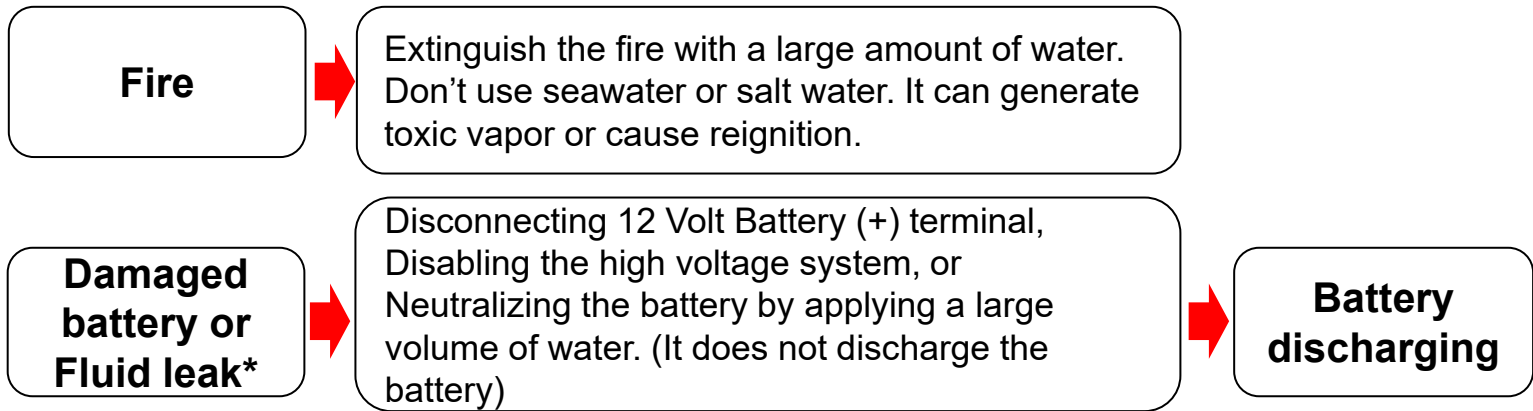 Fire
Extinguish the fire with a large amount of water.
Don’t use seawater or salt water. It can generate
toxic vapor or cause reignition.
Damaged
battery or
Fluid leak*
Disconnecting 12 Volt Battery (+) terminal,
Disabling the high voltage system, or
Neutralizing the battery by applying a large
volume of water. (It does not discharge the
battery)
Battery
discharging